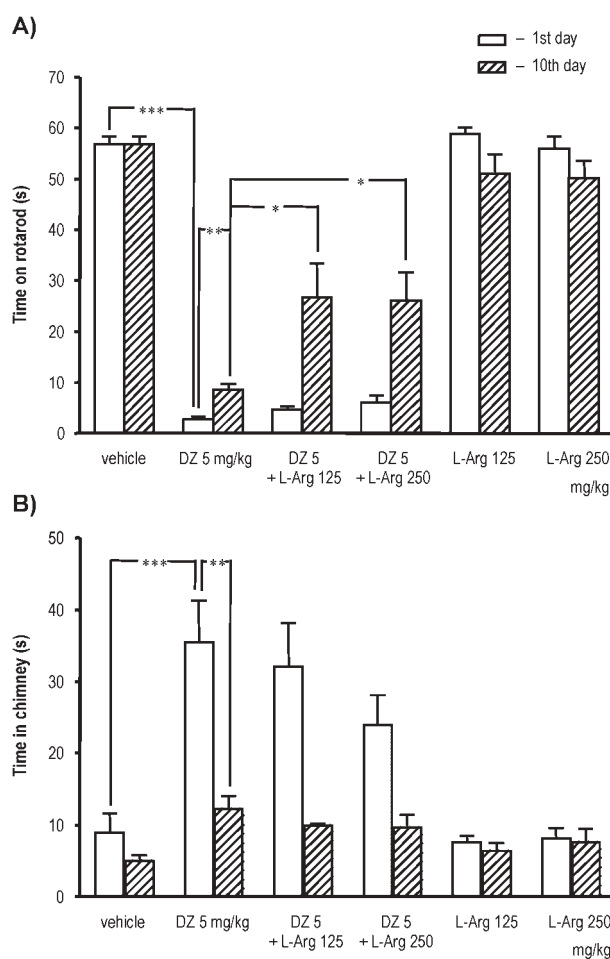 A)
– 1st day
– 10th day
Time on rotarod (s)
70
60
50
40
30
20
10
0
***
**
*
*
vehicle DZ 5 mg/kg DZ 5 DZ 5 L-Arg 125 L-Arg 250
+ L-Arg 125 + L-Arg 250 mg/kg
B)
Time in chimney (s)
50
40
30
20
10
0
***
**
vehicle DZ 5 mg/kg DZ 5 DZ 5 L-Arg 125 L-Arg 250
+ L-Arg 125 + L-Arg 250 mg/kg